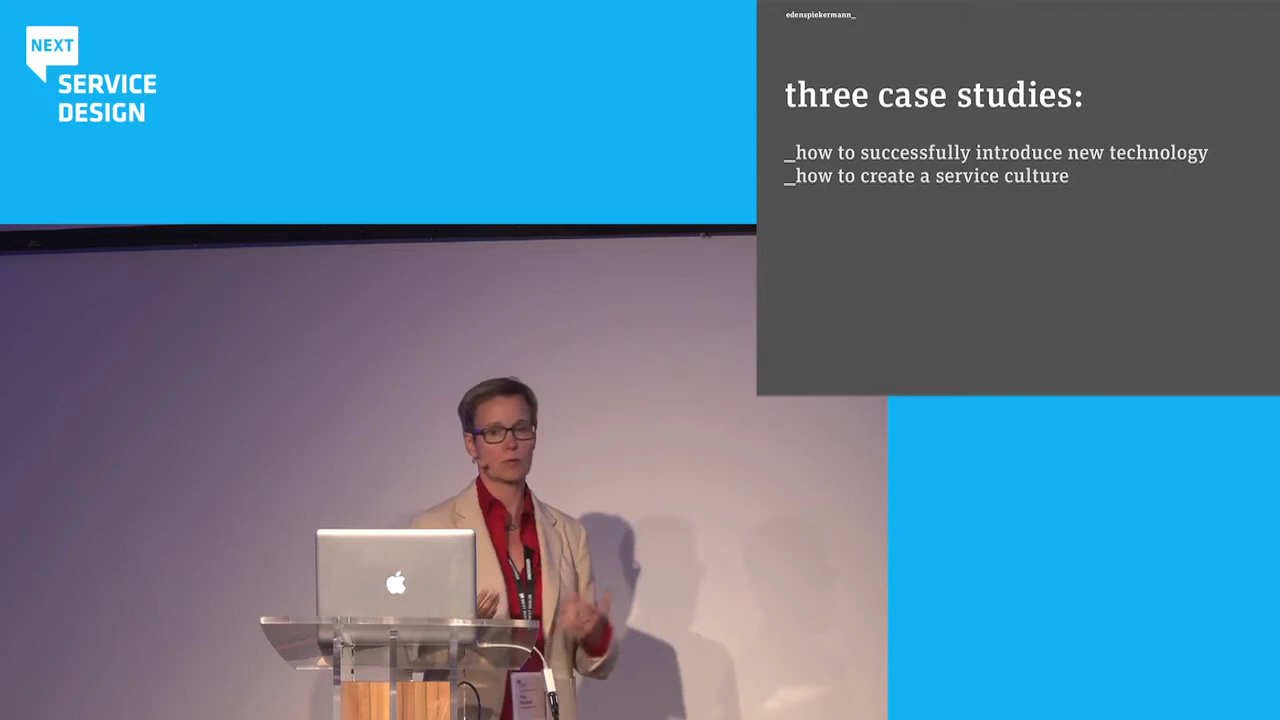 NEXT
SERVICE
DESIGN
edenspiekermann_
three case studies:
_how to successfully introduce new technology
_how to create a service culture